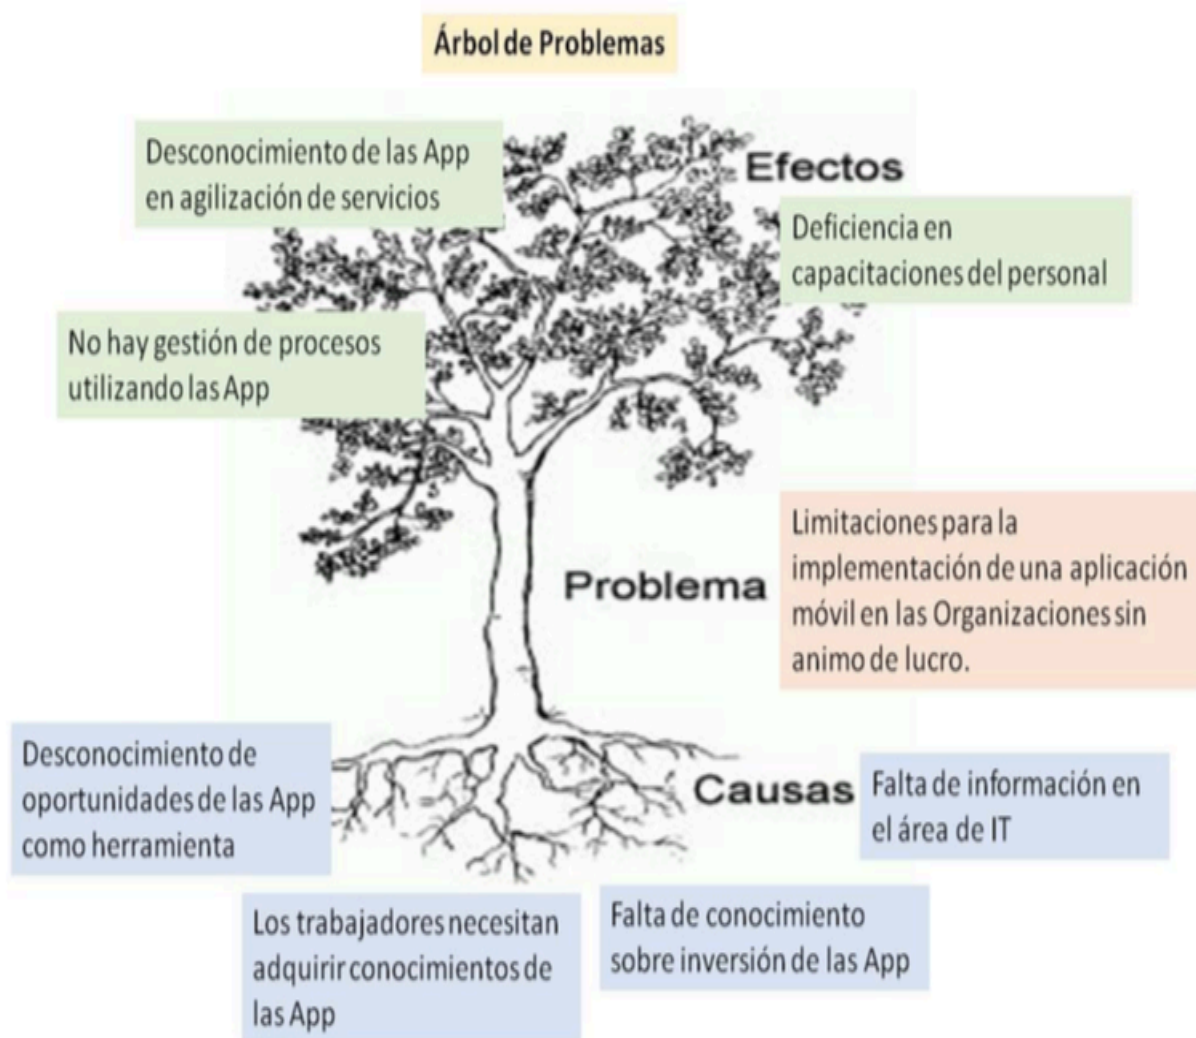 Árbol de Problemas
Desconocimiento de las App
en agilización de servicios
Efectos
Deficiencia en
capacitaciones del personal
No hay gestión de procesos
utilizando las App
Limitaciones para la
implementación de una aplicación
móvil en las Organizaciones sin
animo de lucro.
Problema
Desconocimiento de
oportunidades de las App
como herramienta
Causas
Falta de información en
el área de IT
Los trabajadores necesitan
adquirir conocimientos de
las App
Falta de conocimiento
sobre inversión de las App